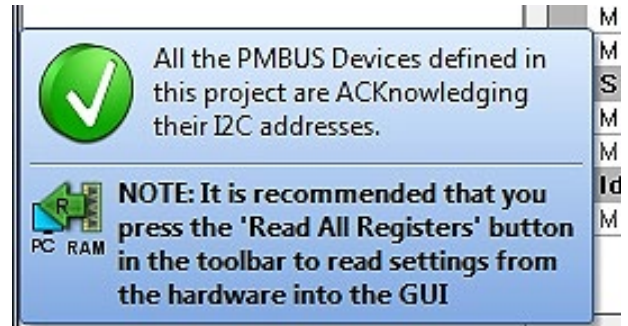 All the PMBUS Devices defined in
this project are ACKnowledging
their I2C addresses.
R
PC RAM
NOTE: It is recommended that you
press the 'Read All Registers' button
in the toolbar to read settings from
the hardware into the GUI
M
M
S
M
M
Id
M